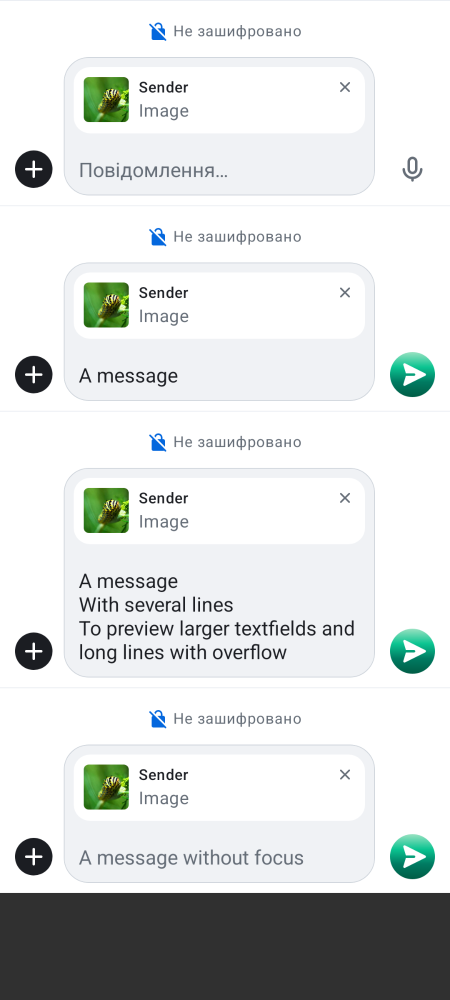 Не зашифровано
Sender
Image
Повідомлення…
Не зашифровано
Sender
Image
A message
Не зашифровано
Sender
Image
A message
With several lines
To preview larger textfields and
long lines with overflow
Не зашифровано
Sender
Image
A message without focus